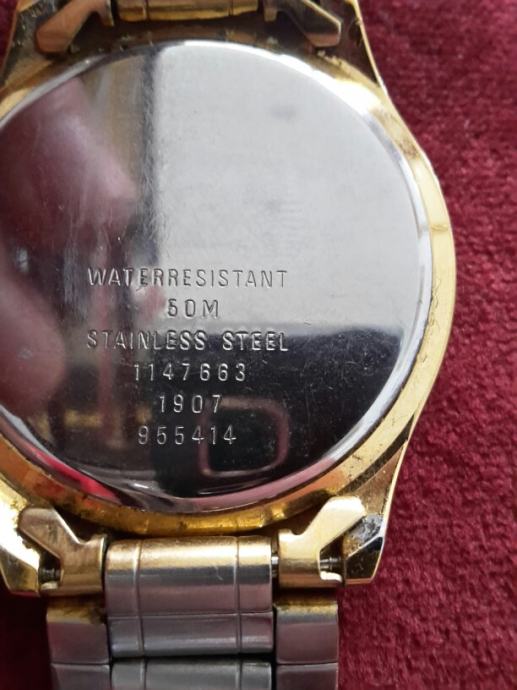 WATERRESISTANT
50M
STAINLESS STEEL
1147663
1907
955414